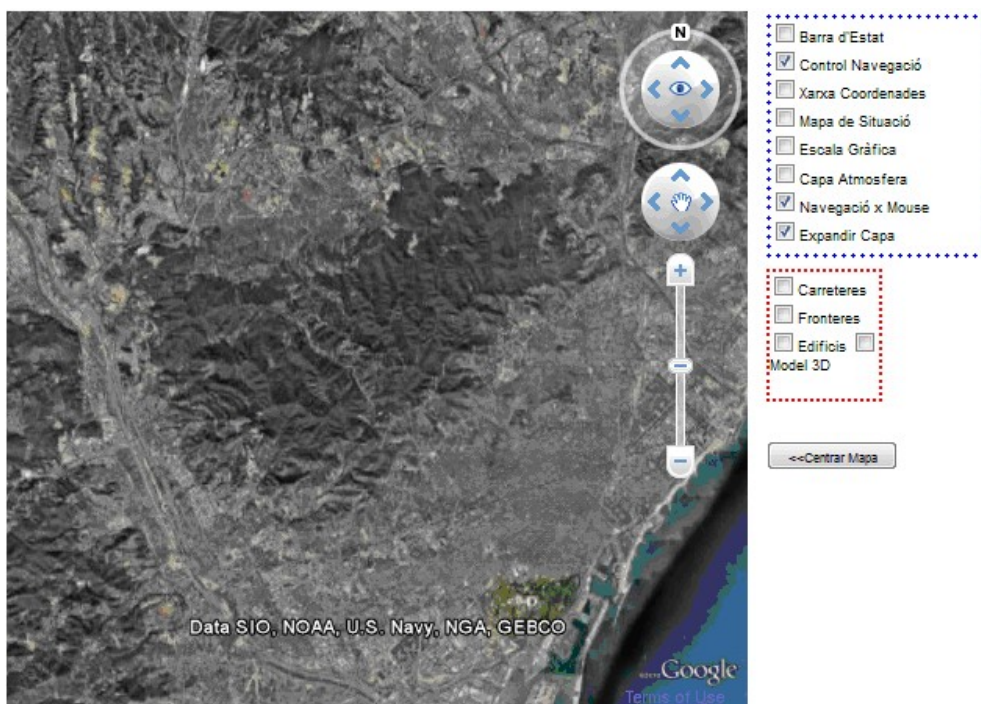 N
Barra d'Estat
Control Navegació
Xarxa Coordenades
Mapa de Situació
Escala Gràfica
Capa Atmosfera
Navegació x Mouse
Expandir Capa
Carreteres
Fronteres
Edificis
Model 3D
<<Centrar Mapa
Data SIO, NOAA, U.S. Navy, NGA, GEBCO
©2010 Google
Terms of Use